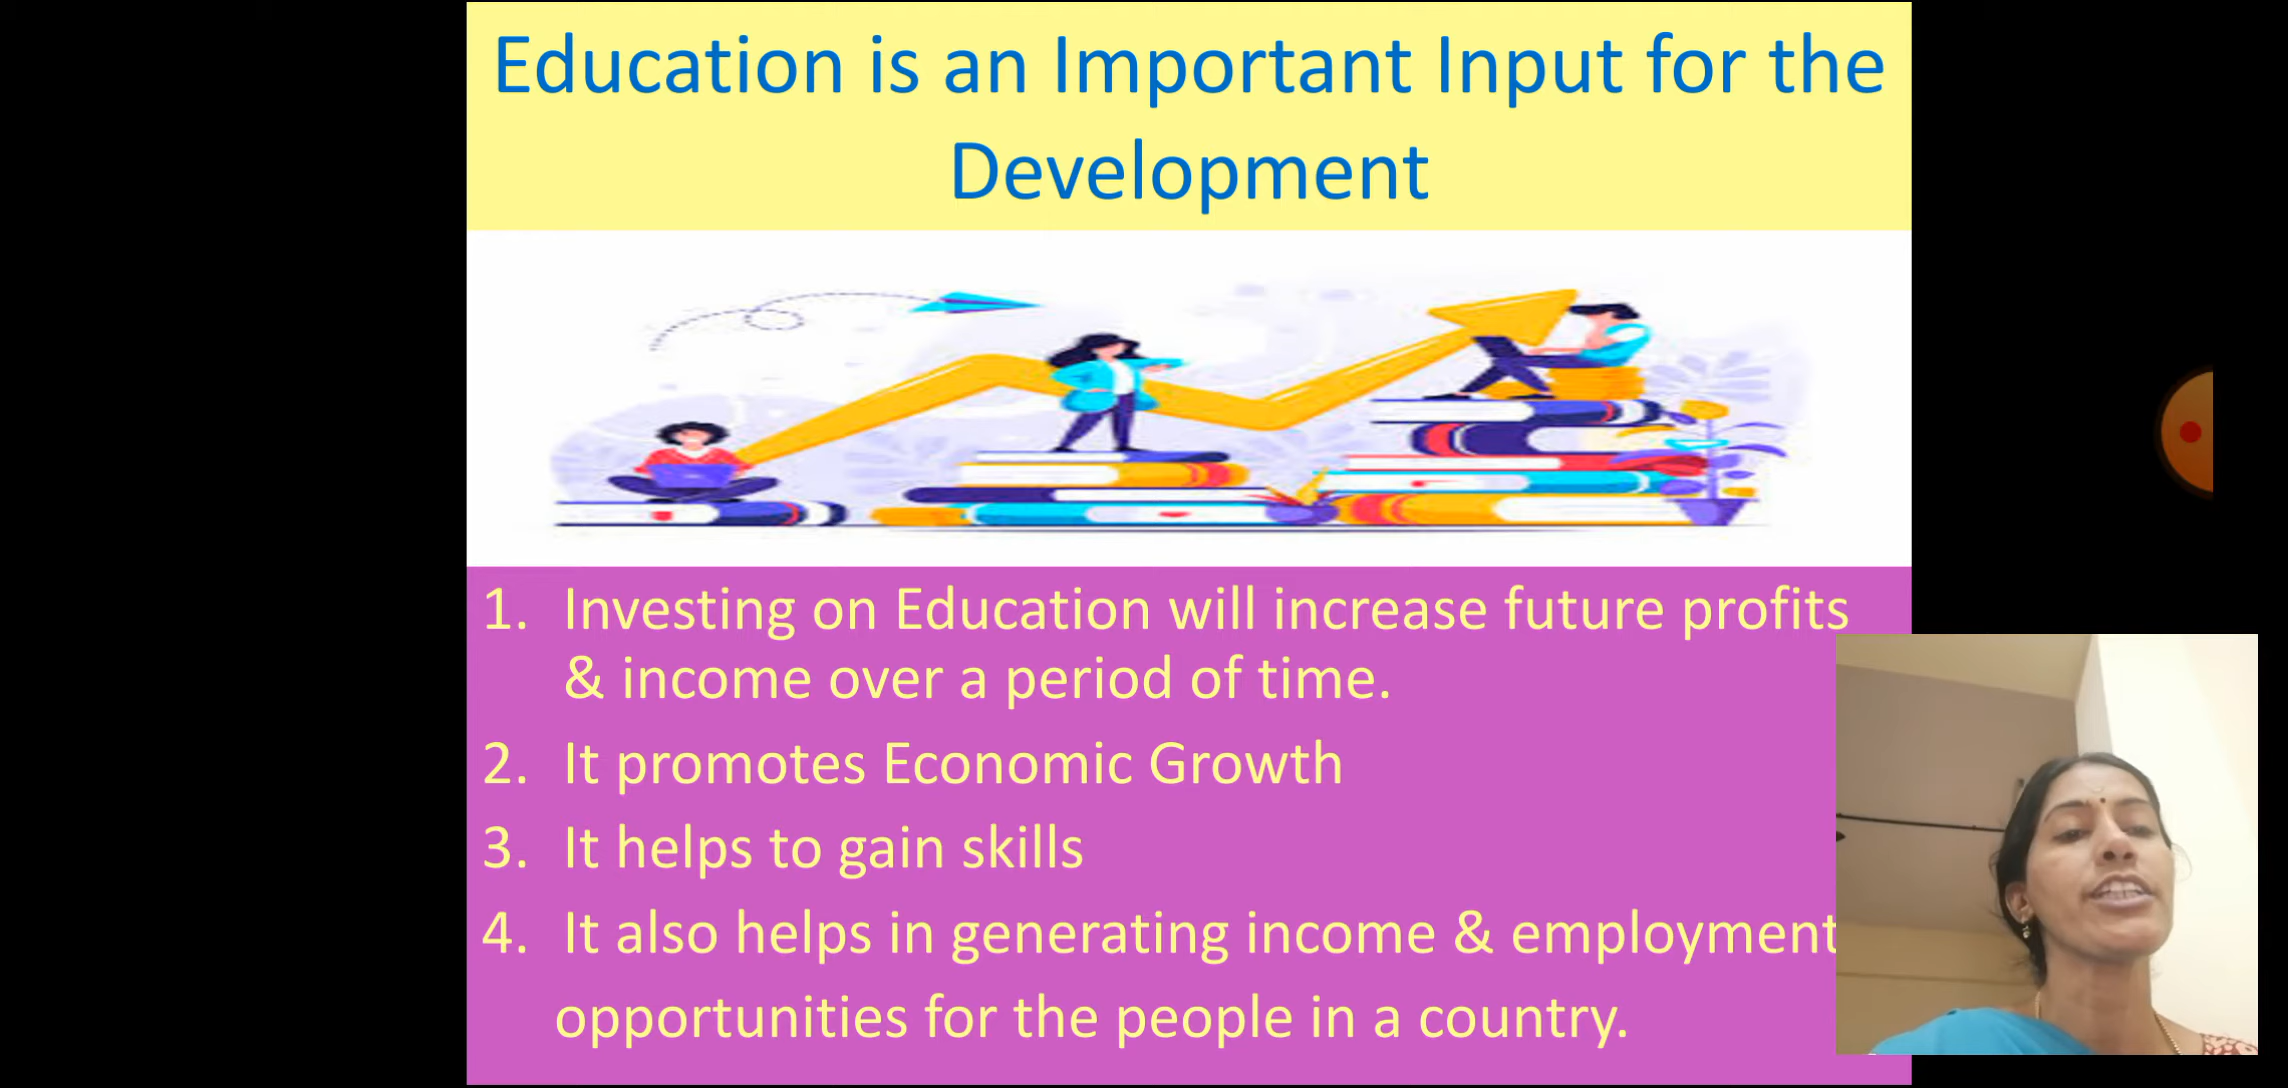 Education is an Important Input for the
Development
1. Investing on Education will increase future profits
& income over a period of time.
2. It promotes Economic Growth
3. It helps to gain skills
4. It also helps in generating income & employment
opportunities for the people in a country.